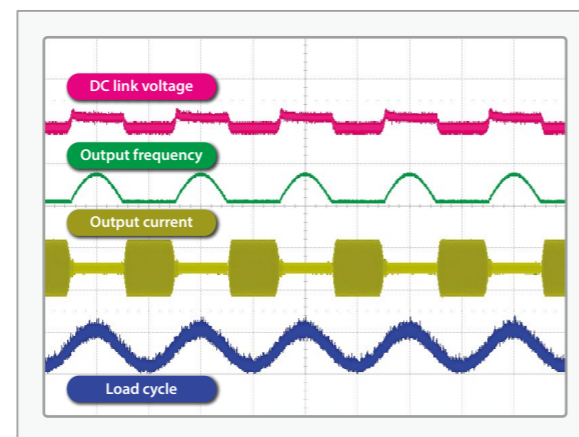 DC link voltage
Output frequency
Output current
Load cycle